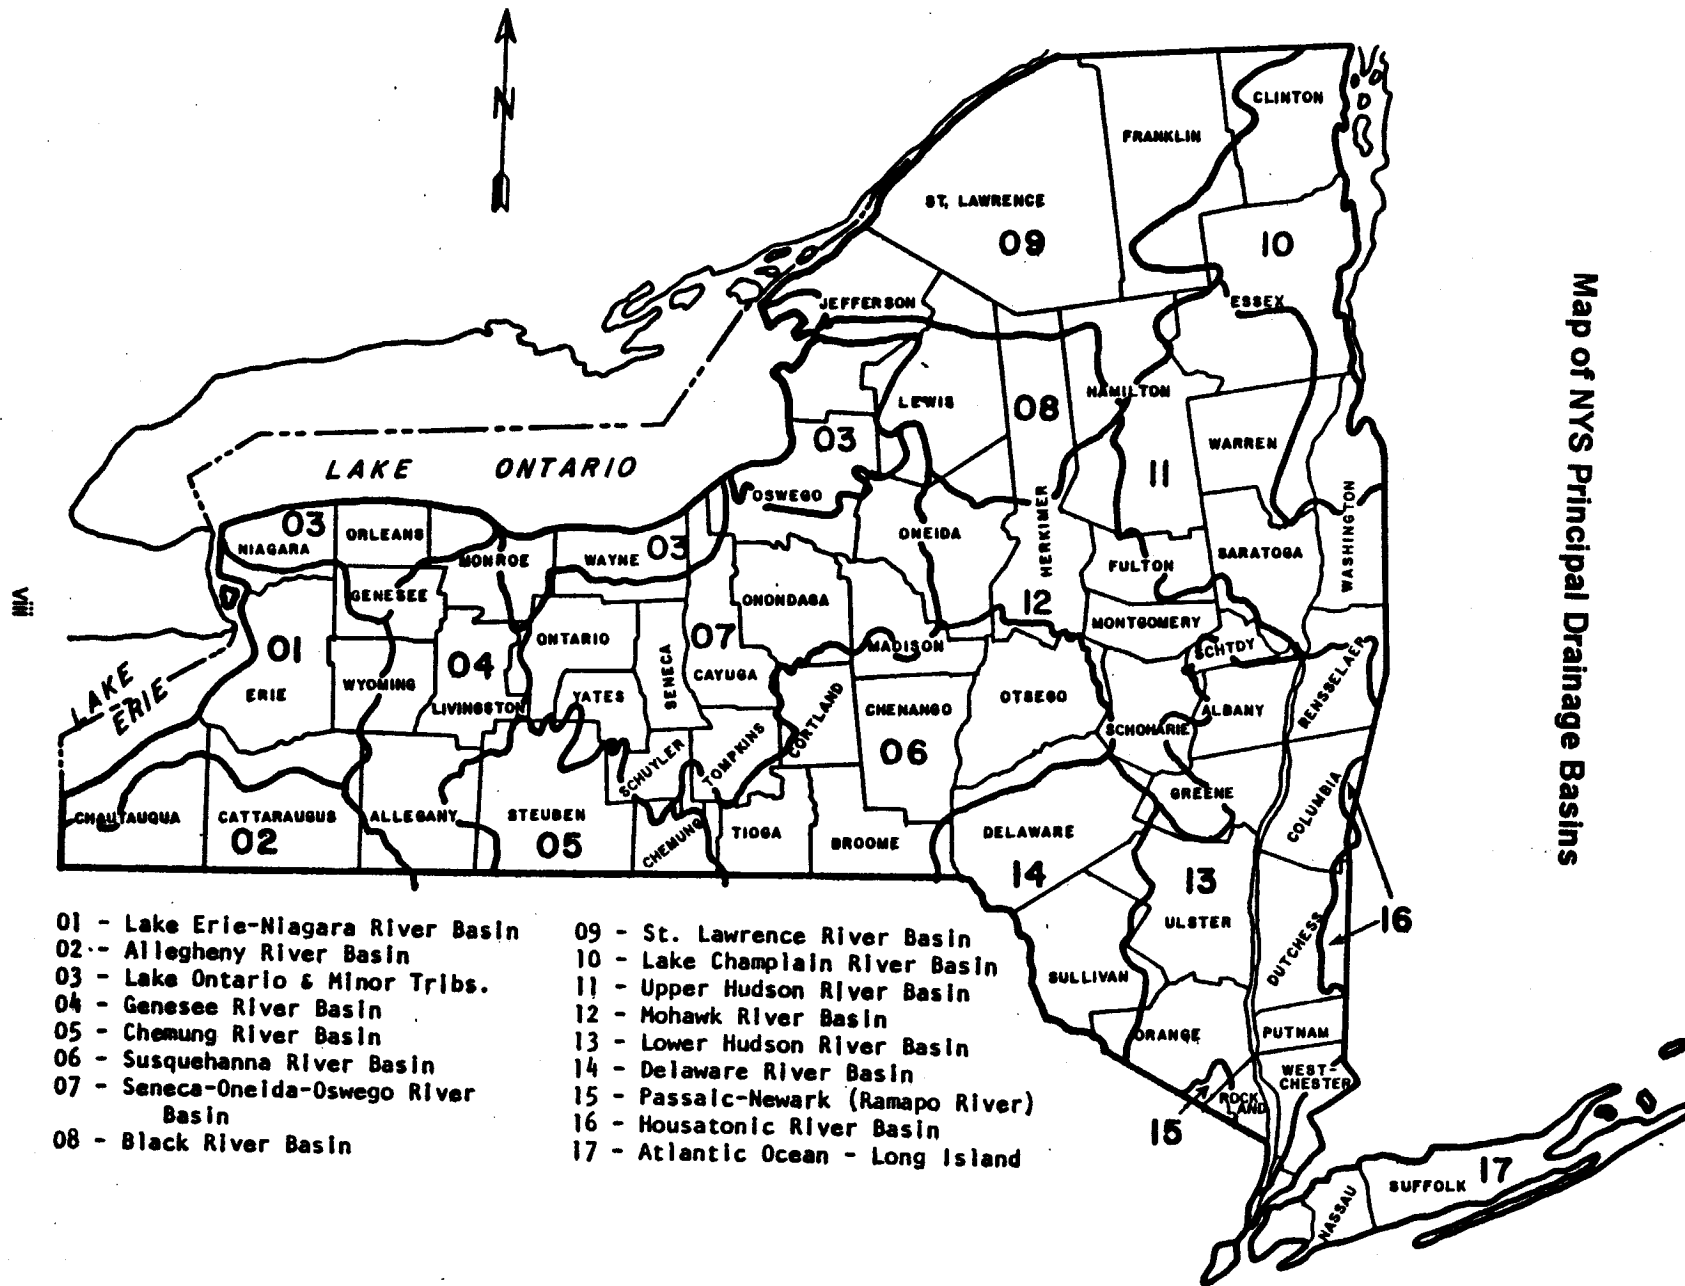 Map of NYS Principal Drainage Basins
viii
N
CLINTON
FRANKLIN
ST. LAWRENCE
09
10
JEFFERSON
ESSEX
HAMILTON
LEWIS
08
03
WARREN
11
LAKE ONTARIO
OSWEGO
WASHINGTON
03
NIAGARA
ORLEANS
MONROE
WAYNE
03
ONEIDA
HERKIMER
FULTON
SARATOGA
GENESEE
ONONDAGA
12
MONTGOMERY
01
ONTARIO
07
MADISON
SCHTDY
RENSSELAER
04
SENECA
CAYUGA
ERIE
WYOMING
LIVINGSTON
YATES
CORTLAND
CHENANGO
OTSEGO
ALBANY
LAKE
ERIE
SCHOHARIE
06
SCHUYLER
TOMPKINS
GREENE
COLUMBIA
CHAUTAUQUA
CATTARAUGUS
ALLEGANY
STEUBEN
02
05
CHEMUNG
TIOGA
BROOME
DELAWARE
14
13
16
ULSTER
DUTCHESS
SULLIVAN
ORANGE
PUTNAM
WEST-
CHESTER
ROCK
LAND
15
NASSAU
SUFFOLK
17
01 - Lake Erie-Niagara River Basin
02 - Allegheny River Basin
03 - Lake Ontario & Minor Tribs.
04 - Genesee River Basin
05 - Chemung River Basin
06 - Susquehanna River Basin
07 - Seneca-Oneida-Oswego River
Basin
08 - Black River Basin
09 - St. Lawrence River Basin
10 - Lake Champlain River Basin
11 - Upper Hudson River Basin
12 - Mohawk River Basin
13 - Lower Hudson River Basin
14 - Delaware River Basin
15 - Passaic-Newark (Ramapo River)
16 - Housatonic River Basin
17 - Atlantic Ocean - Long Island